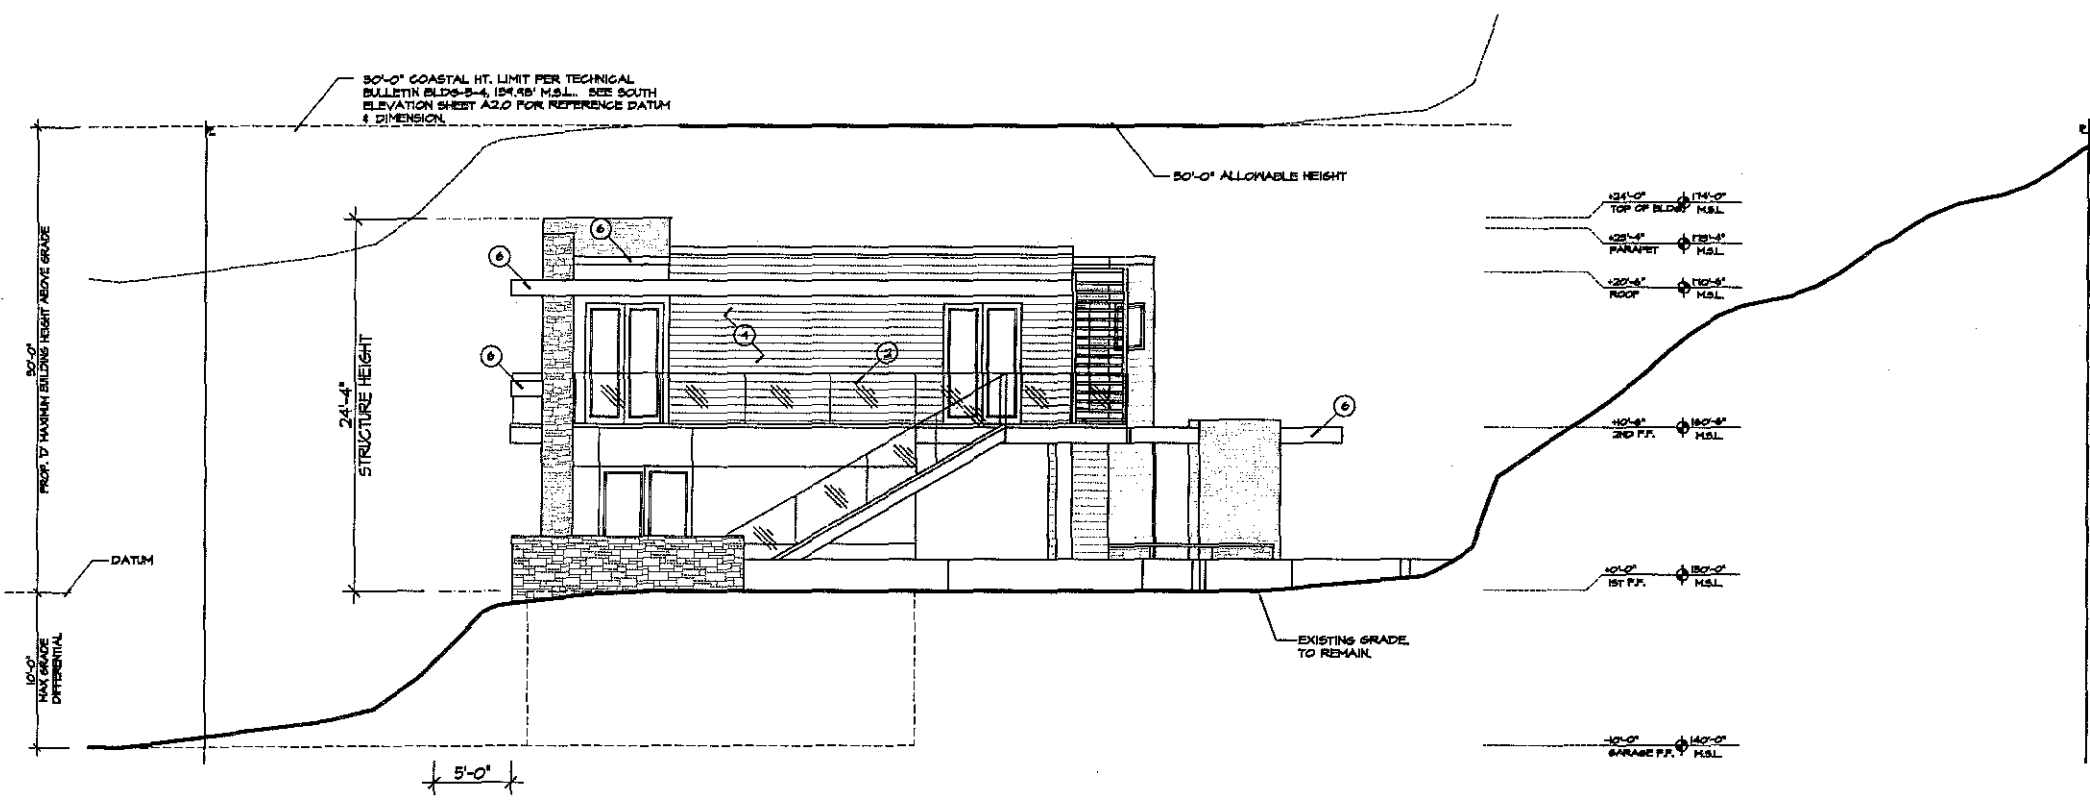 30'-0" COASTAL HT. LIMIT PER TECHNICAL
BULLETIN BLDG-5-4, 159.95' M.S.L. SEE SOUTH
ELEVATION SHEET A2.0 FOR REFERENCE DATUM
& DIMENSION.
30'-0" ALLOWABLE HEIGHT
30'-0"
PROP. 'D' MAXIMUM BUILDING HEIGHT ABOVE GRADE
24'-4"
STRUCTURE HEIGHT
6
6
6
4
2
6
+24'-0" 174'-0"
TOP OF BLDG. M.S.L.
+23'-4" 173'-4"
PARAPET M.S.L.
+20'-6" 170'-6"
ROOF M.S.L.
+10'-6" 160'-6"
2ND F.F. M.S.L.
+0'-0" 150'-0"
1ST F.F. M.S.L.
-10'-0" 140'-0"
GARAGE F.F. M.S.L.
DATUM
10'-0"
MAX GRADE
DIFFERENTIAL
EXISTING GRADE,
TO REMAIN.
5'-0"